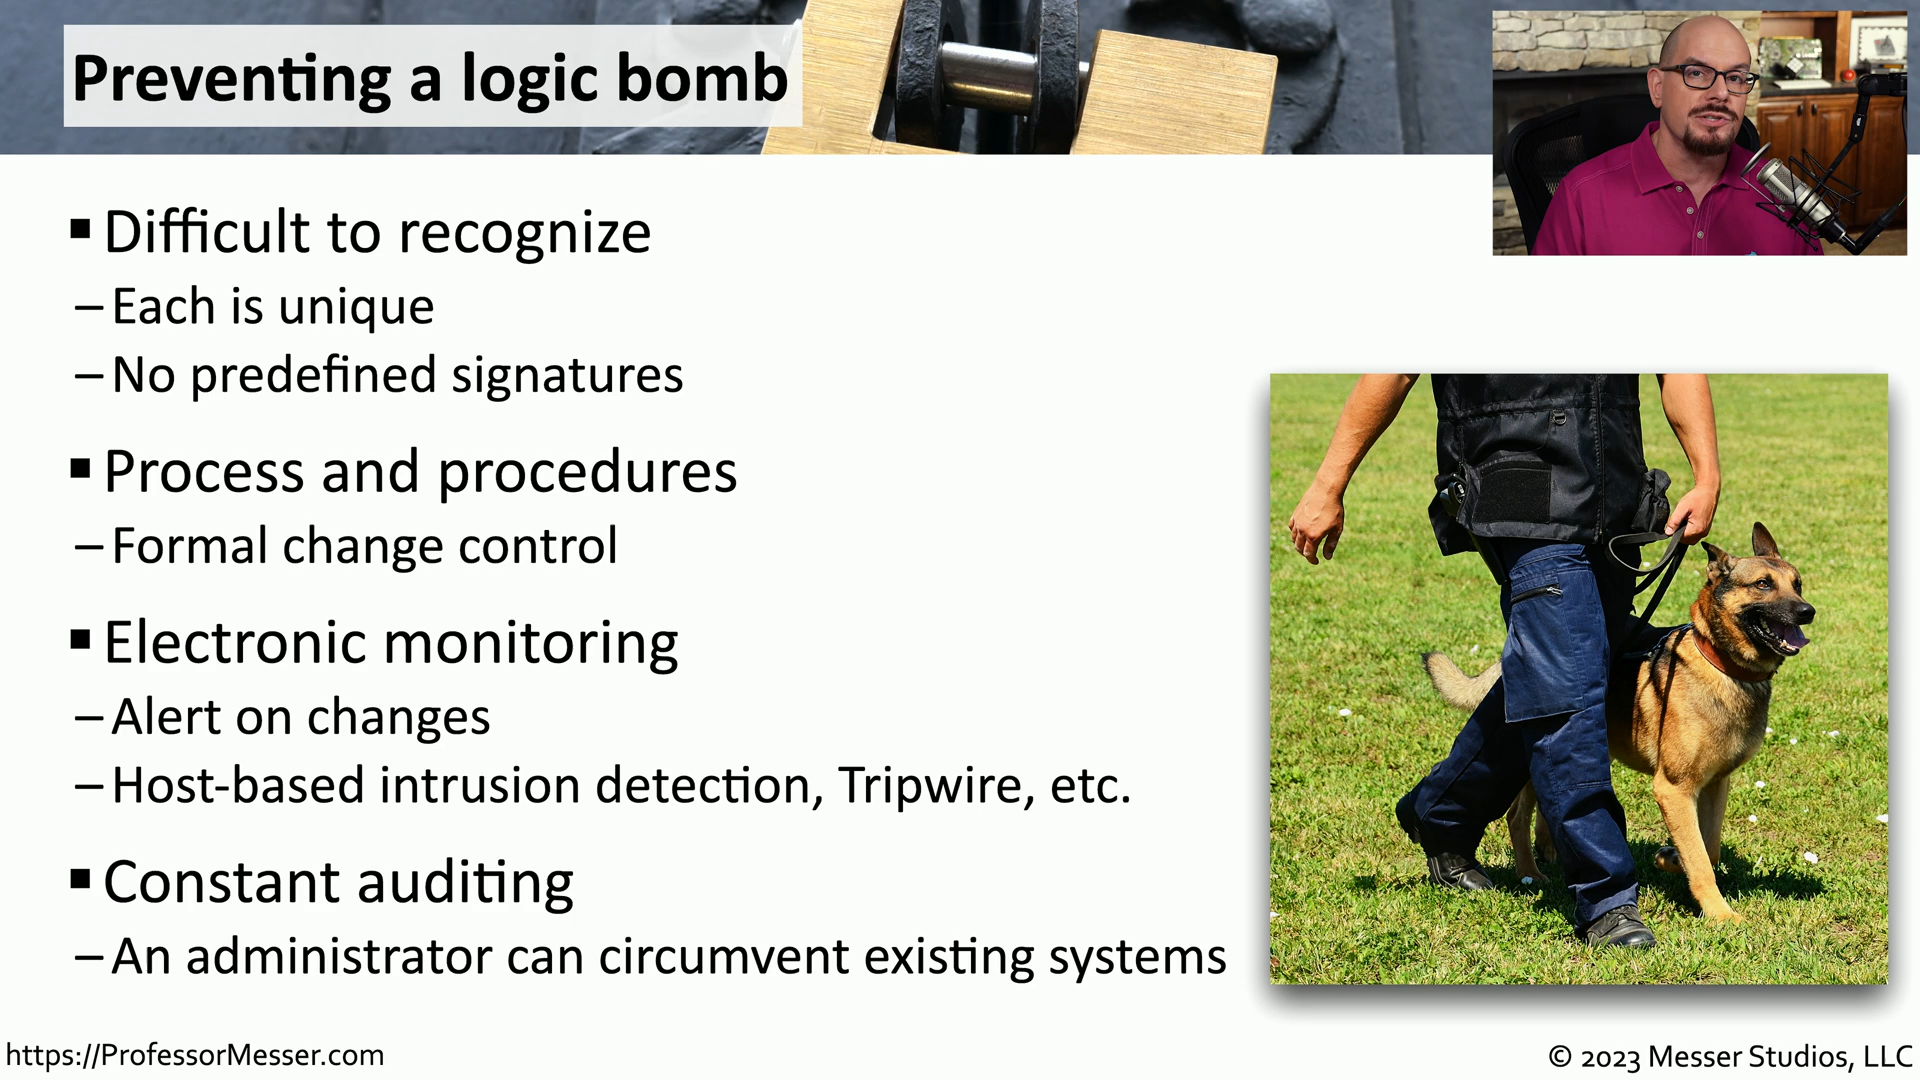 Preventing a logic bomb
▪ Difficult to recognize
– Each is unique
– No predefined signatures
▪ Process and procedures
– Formal change control
▪ Electronic monitoring
– Alert on changes
– Host-based intrusion detection, Tripwire, etc.
▪ Constant auditing
– An administrator can circumvent existing systems
https://ProfessorMesser.com
© 2023 Messer Studios, LLC